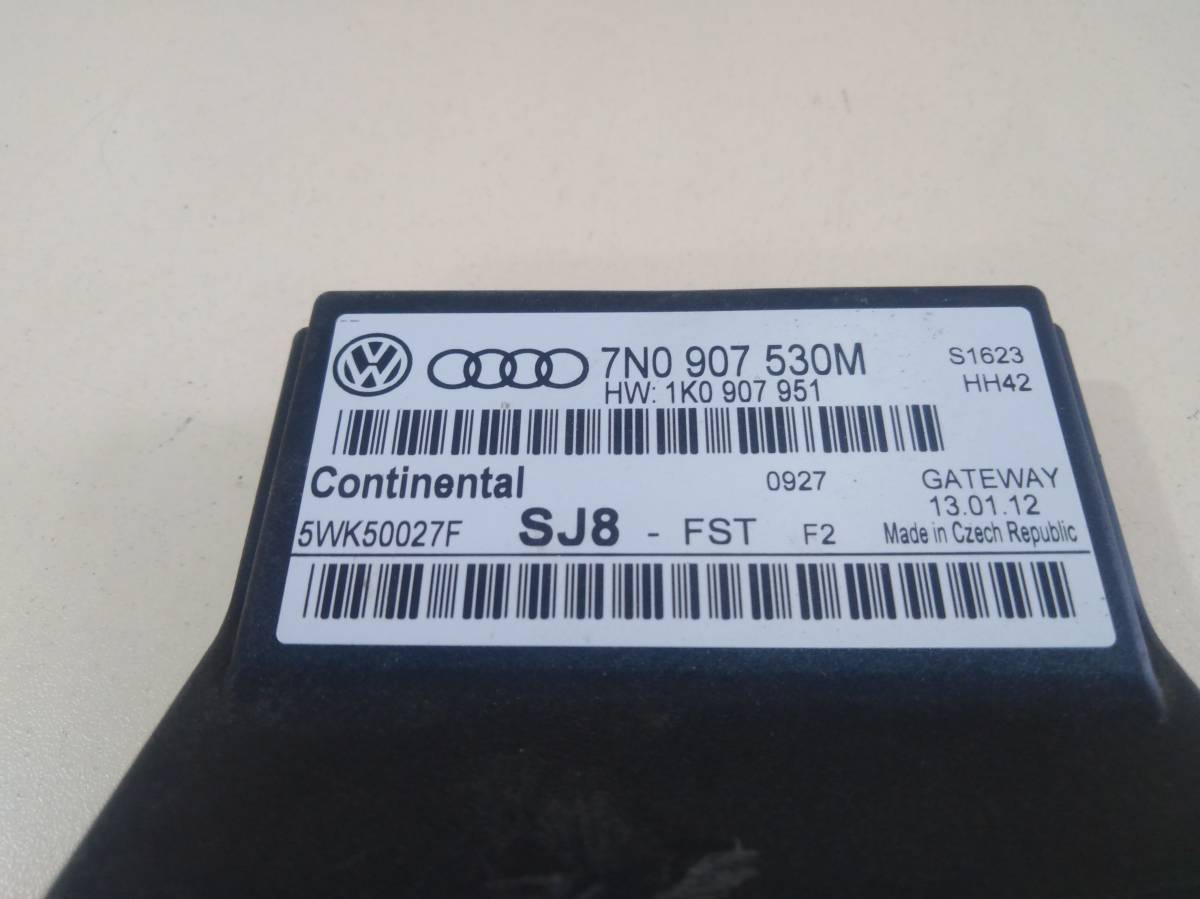 7N0 907 530M S1623
HW: 1K0 907 951 HH42
Continental 0927 GATEWAY
13.01.12
5WK50027F SJ8 - FST F2 Made in Czech Republic